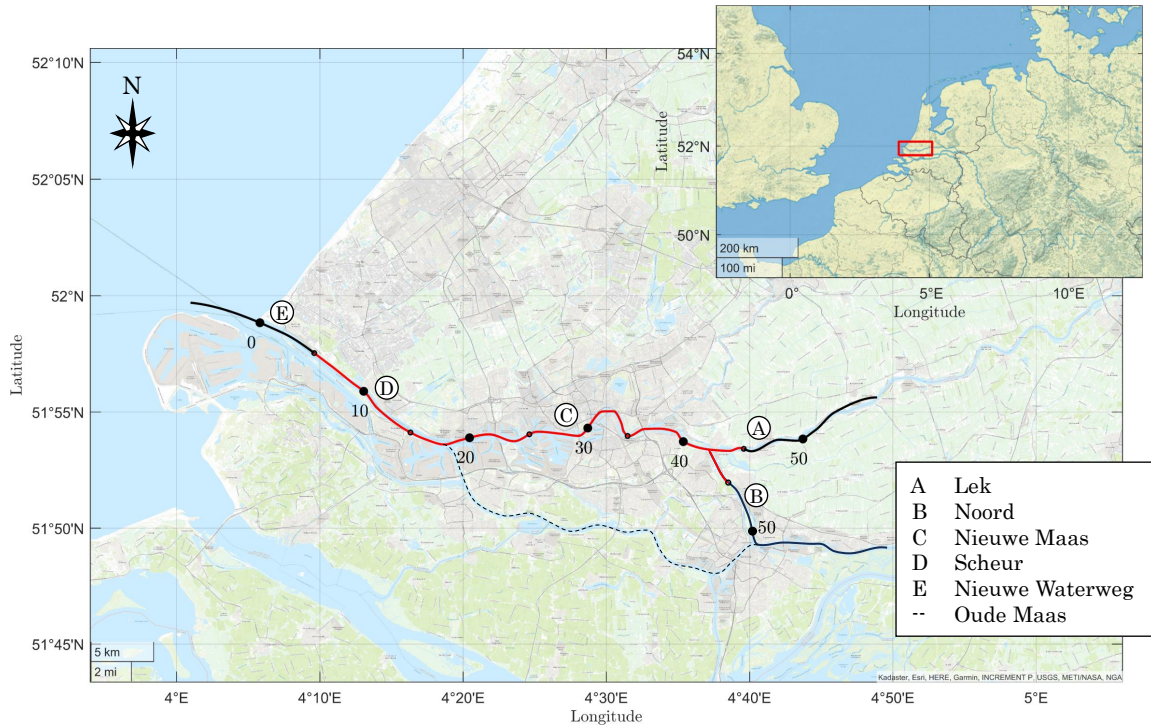 N
52°10'N
52°05'N
52°N
51°55'N
51°50'N
51°45'N
Latitude
4°E
4°10'E
4°20'E
4°30'E
4°40'E
4°50'E
5°E
Longitude
E
0
D
10
20
C
30
40
A
50
B
50
5 km
2 mi
54°N
52°N
50°N
Latitude
200 km
100 mi
0°
5°E
10°E
Longitude
A Lek
B Noord
C Nieuwe Maas
D Scheur
E Nieuwe Waterweg
-- Oude Maas
Kadaster, Esri, HERE, Garmin, INCREMENT P, USGS, METI/NASA, NGA